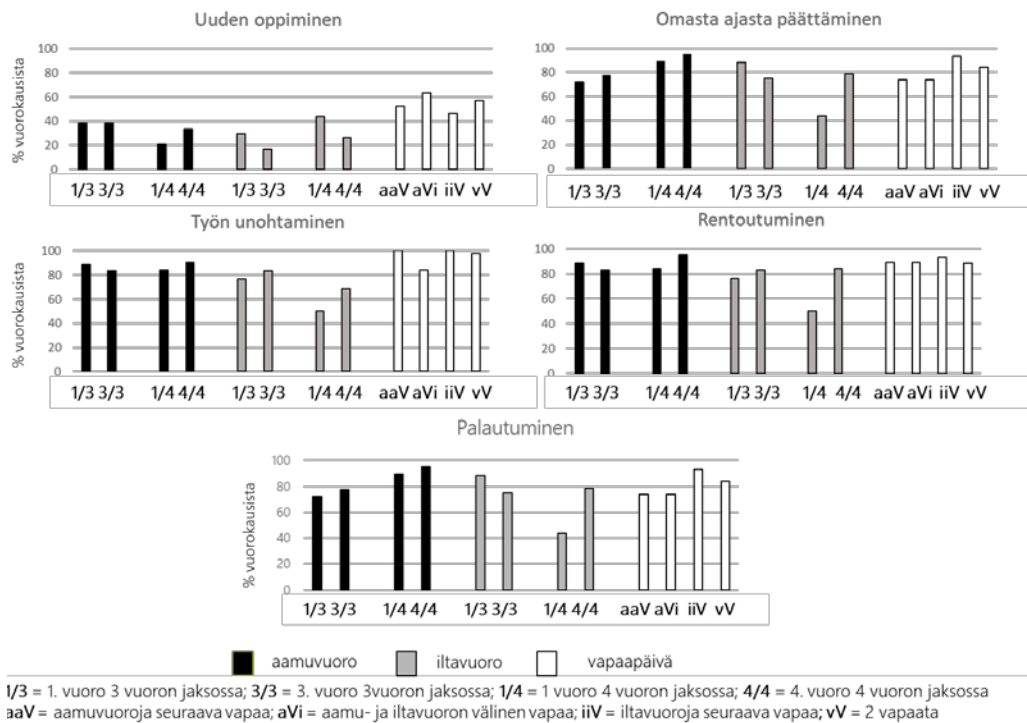 Uuden oppiminen
Omasta ajasta päättäminen
% vuorokausista
100
80
60
40
20
0
1/3 3/3 1/4 4/4 1/3 3/3 1/4 4/4 aaV aVi iiV vV
100
80
60
40
20
0
1/3 3/3 1/4 4/4 1/3 3/3 1/4 4/4 aaV aVi iiV vV
Työn unohtaminen
Rentoutuminen
% vuorokausista
100
80
60
40
20
0
1/3 3/3 1/4 4/4 1/3 3/3 1/4 4/4 aaV aVi iiV vV
100
80
60
40
20
0
1/3 3/3 1/4 4/4 1/3 3/3 1/4 4/4 aaV aVi iiV vV
Palautuminen
% vuorokausista
100
80
60
40
20
0
1/3 3/3 1/4 4/4 1/3 3/3 1/4 4/4 aaV aVi iiV vV
aamuvuoro iltavuoro vapaapäivä
1/3 = 1. vuoro 3 vuoron jaksossa; 3/3 = 3. vuoro 3vuoron jaksossa; 1/4 = 1 vuoro 4 vuoron jaksossa; 4/4 = 4. vuoro 4 vuoron jaksossa
aaV = aamuvuoroja seuraava vapaa; aVi = aamu- ja iltavuoron välinen vapaa; iiV = iltavuoroja seuraava vapaa; vV = 2 vapaata